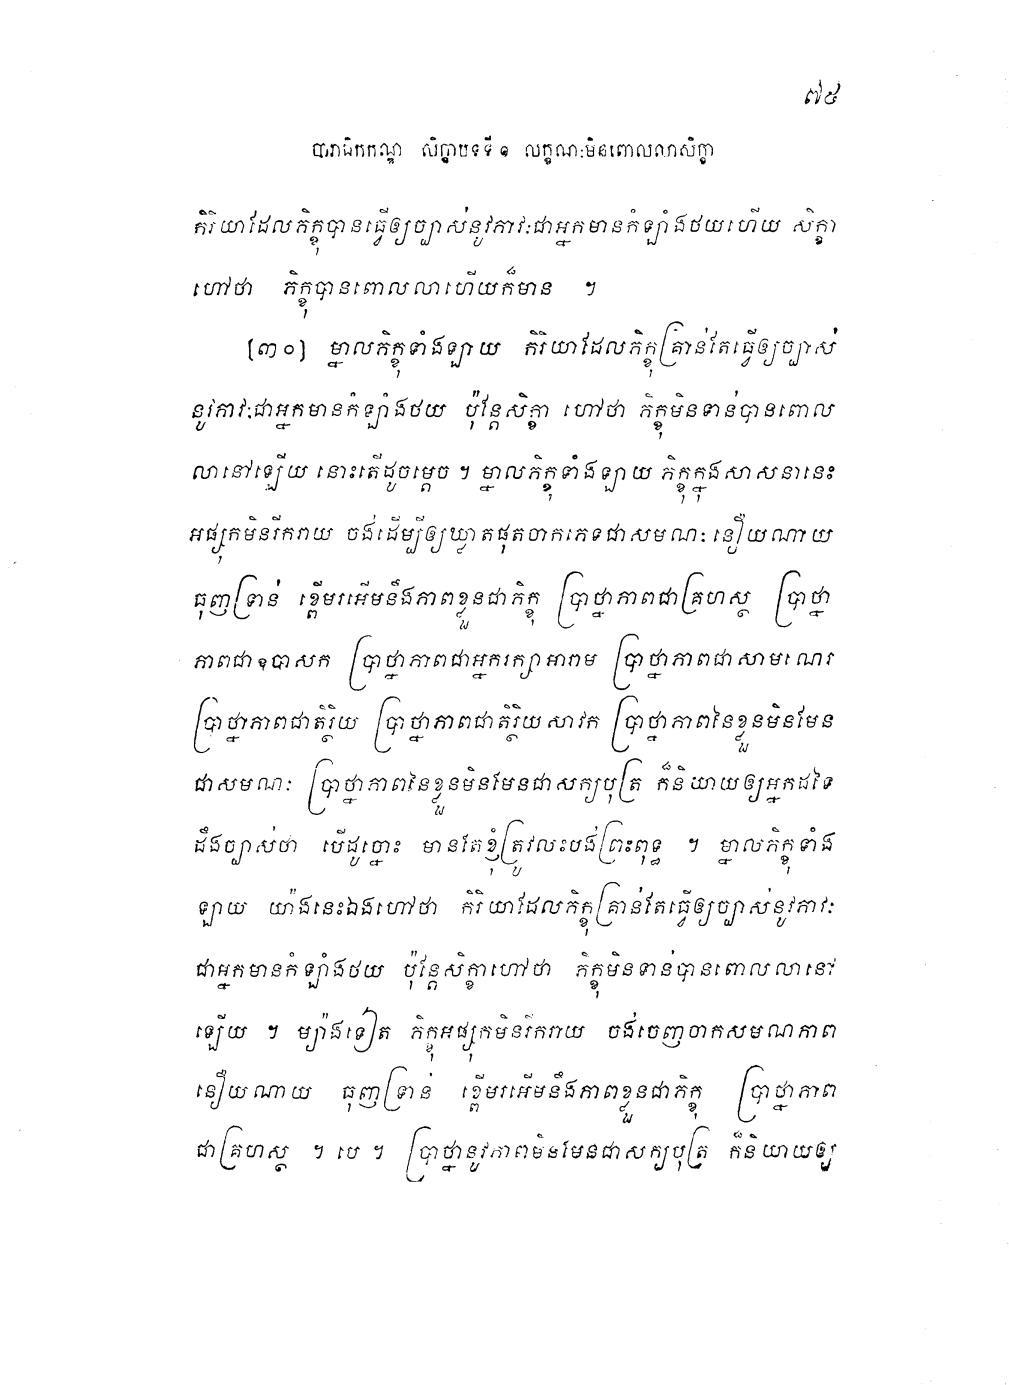 ៧៥
បារាជិកកណ្ឌ សិក្ខាបទទី ១ លក្ខណៈមិនពោលលាសិក្ខា
កិរិយាដែលភិក្ខុបានធ្វើឲ្យច្បាស់នូវភាវៈជាអ្នកមានកំឡាំងថយហើយ សិក្ខា
ហៅថា ភិក្ខុបានពោលលាហើយក៏មាន ។
[៣០] ម្នាលភិក្ខុទាំងឡាយ កិរិយាដែលភិក្ខុគ្រាន់តែធ្វើឲ្យច្បាស់
នូវភាវៈជាអ្នកមានកំឡាំងថយ ប៉ុន្តែសិក្ខា ហៅថា ភិក្ខុមិនទាន់បានពោល
លានៅឡើយ នោះតើដូចម្តេច ។ ម្នាលភិក្ខុទាំងឡាយ ភិក្ខុក្នុងសាសនានេះ
អផ្សុកមិនរីករាយ ចង់ដើម្បីឲ្យឃ្លាតផុតចាកភេទជាសមណៈ នឿយណាយ
ធុញទ្រាន់ ខ្ពើមរអើមនឹងភាពខ្លួនជាភិក្ខុ ប្រាថ្នាភាពជាគ្រហស្ថ ប្រាថ្នា
ភាពជាឧបាសក ប្រាថ្នាភាពជាអ្នករក្សាអារាម ប្រាថ្នាភាពជាសាមណេរ
ប្រាថ្នាភាពជាតិរ្ថិយ ប្រាថ្នាភាពជាតិរ្ថិយសាវក ប្រាថ្នាភាពនៃខ្លួនមិនមែន
ជាសមណៈ ប្រាថ្នាភាពនៃខ្លួនមិនមែនជាសក្យបុត្រ ក៏និយាយឲ្យអ្នកដទៃ
ដឹងច្បាស់ថា បើដូច្នោះ មានតែខ្ញុំត្រូវលះបង់ព្រះពុទ្ធ ។ ម្នាលភិក្ខុទាំង
ឡាយ យ៉ាងនេះឯងហៅថា កិរិយាដែលភិក្ខុគ្រាន់តែធ្វើឲ្យច្បាស់នូវភាវៈ
ជាអ្នកមានកំឡាំងថយ ប៉ុន្តែសិក្ខាហៅថា ភិក្ខុមិនទាន់បានពោលលានៅ
ឡើយ ។ ម្យ៉ាងទៀត ភិក្ខុអផ្សុកមិនរីករាយ ចង់ចេញចាកសមណភាព
នឿយណាយ ធុញទ្រាន់ ខ្ពើមរអើមនឹងភាពខ្លួនជាភិក្ខុ ប្រាថ្នាភាព
ជាគ្រហស្ថ ។ បេ ។ ប្រាថ្នានូវភាពមិនមែនជាសក្យបុត្រ ក៏និយាយឲ្យ